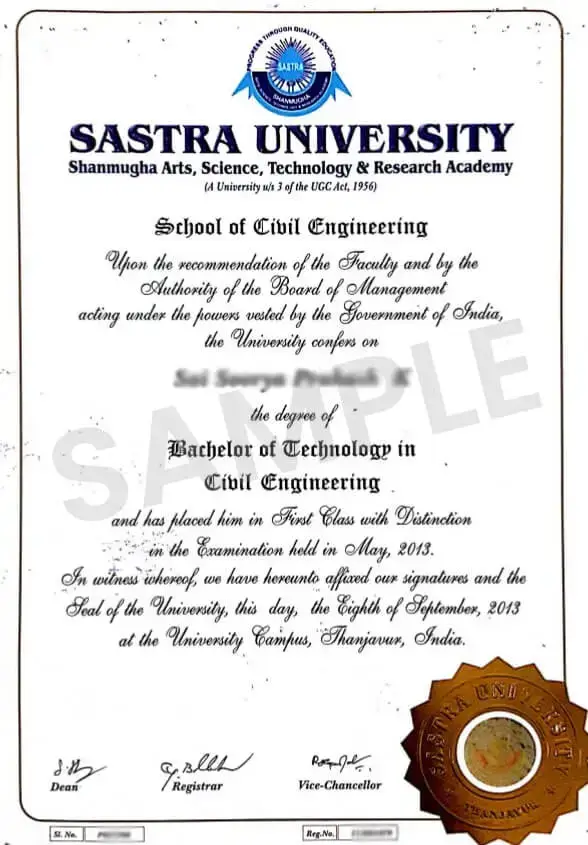 PROGRESS THROUGH QUALITY EDUCATION
SASTRA
SHANMUGHA
SASTRA UNIVERSITY
Shanmugha Arts, Science, Technology & Research Academy
(A University u/s 3 of the UGC Act, 1956)
School of Civil Engineering
Upon the recommendation of the Faculty and by the
Authority of the Board of Management
acting under the powers vested by the Government of India,
the University confers on
the degree of
Bachelor of Technology in
Civil Engineering
and has placed him in First Class with Distinction
in the Examination held in May, 2013.
In witness whereof, we have hereunto affixed our signatures and the
Seal of the University, this day, the Eighth of September, 2013
at the University Campus, Thanjavur, India.
SAMPLE
Dean
Registrar
Vice-Chancellor
SASTRA UNIVERSITY
THANJAVUR
Sl. No.
Reg.No.